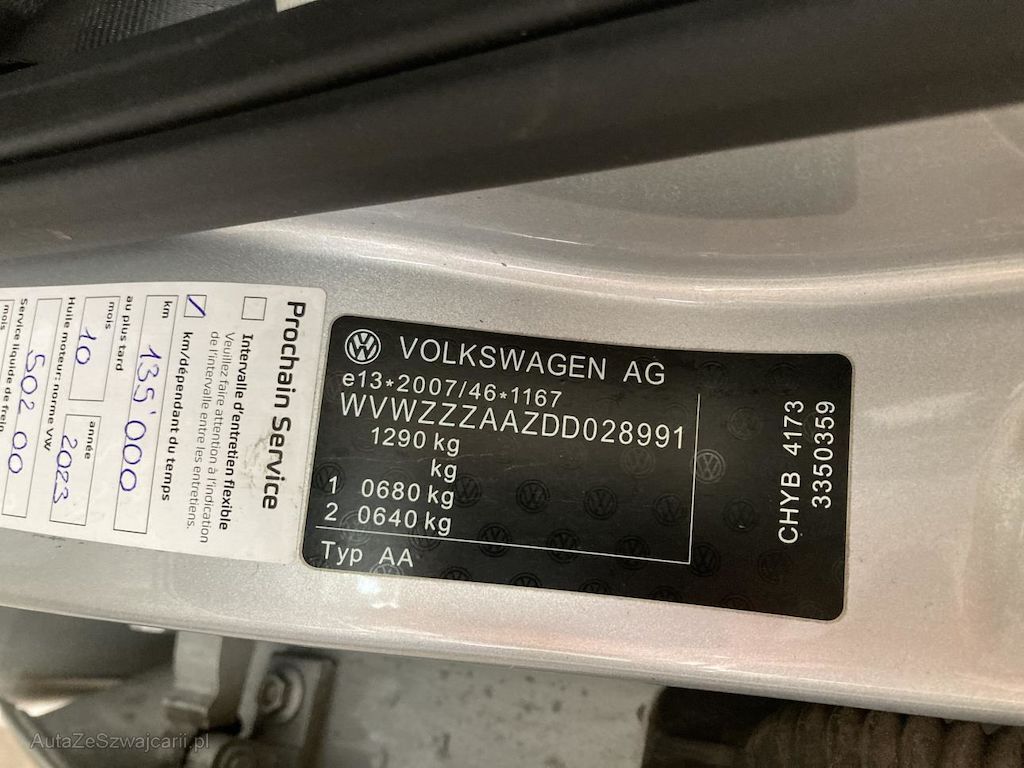 VOLKSWAGEN AG
e13*2007/46*1167
WVWZZZAAZDD028991
1290 kg
kg
1 0680 kg
2 0640 kg
Typ AA
CHYB 4173
3350359
Prochain Service
Intervalle d'entretien flexible
Veuillez faire attention à l'indication
de l'intervalle entre les entretiens.
km/dépendant du temps
km
135'000
au plus tard
mois
10
année
2023
Huile moteur: norme VW
502 00
Service liquide de frein
mois
AutaZeSzwajcarii.pl